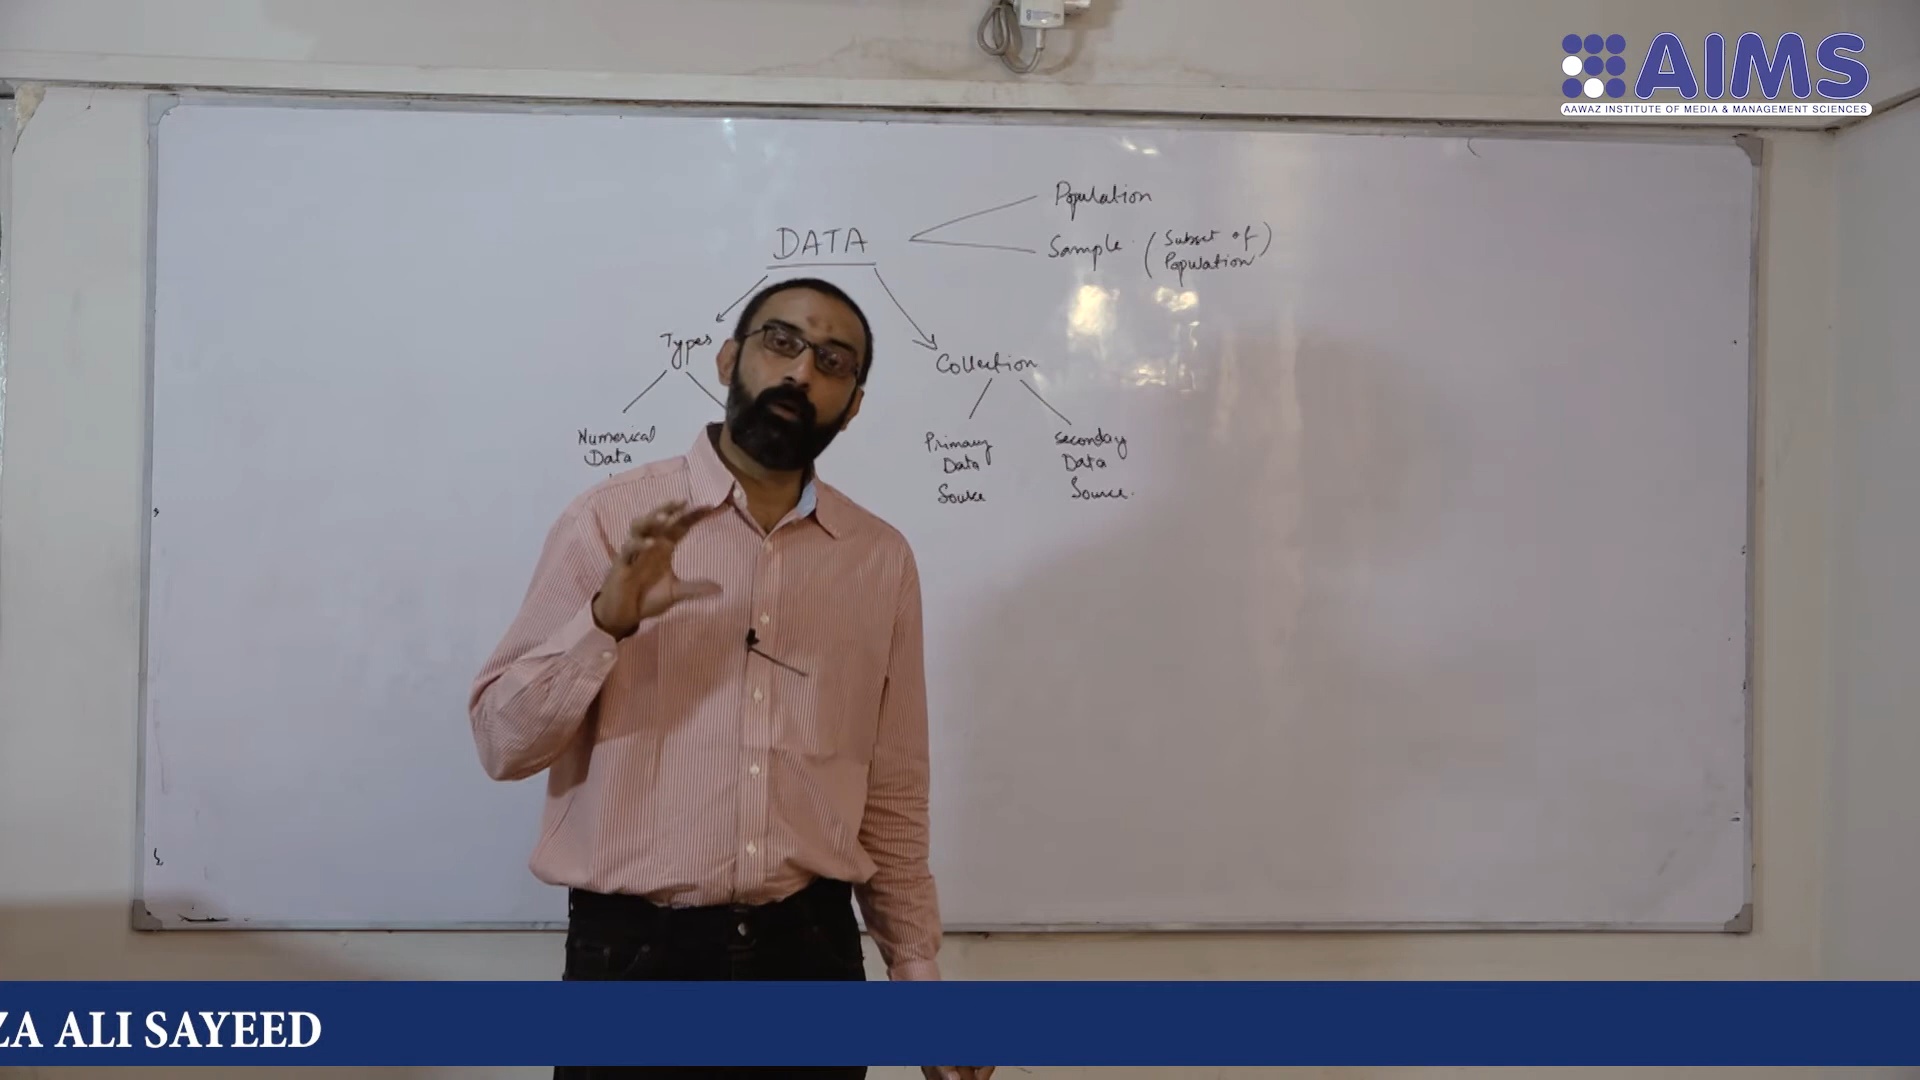 AIMS
AAWAZ INSTITUTE OF MEDIA & MANAGEMENT SCIENCES
Population
DATA
Sample (Subset of
Population)
Types
Collection
Numerical
Data
Primary
Data
Source
Seconday
Data
Source.
ZA ALI SAYEED